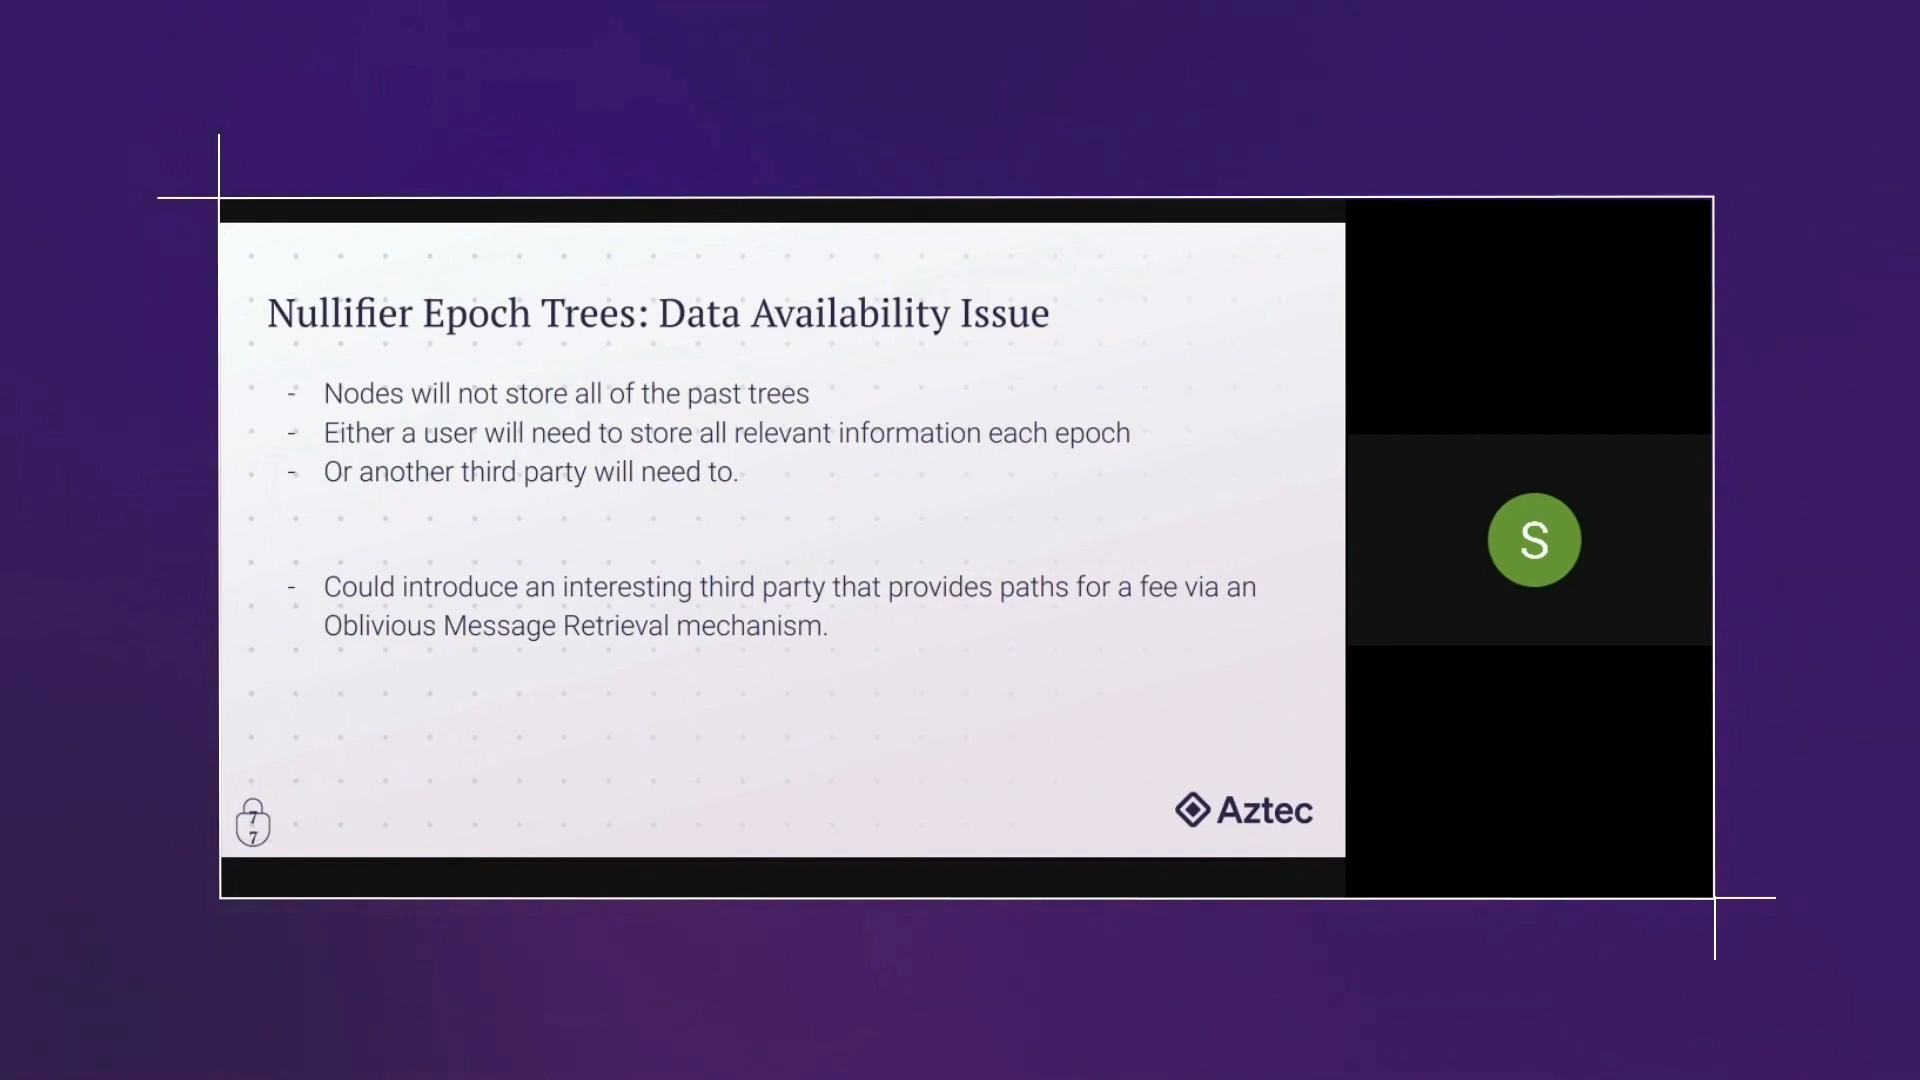 Nullifier Epoch Trees: Data Availability Issue
- Nodes will not store all of the past trees
- Either a user will need to store all relevant information each epoch
- Or another third party will need to.
- Could introduce an interesting third party that provides paths for a fee via an
Oblivious Message Retrieval mechanism.
7
7
Aztec
S